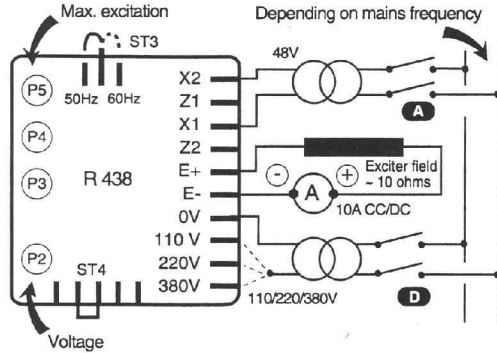 Max. excitation
Depending on mains frequency
ST3
50Hz 60Hz
P5
P4
P3
P2
R 438
ST4
Voltage
X2
Z1
X1
Z2
E+
E-
0V
110 V
220V
380V
48V
A
- +
Exciter field
~ 10 ohms
A
10A CC/DC
110/220/380V
D